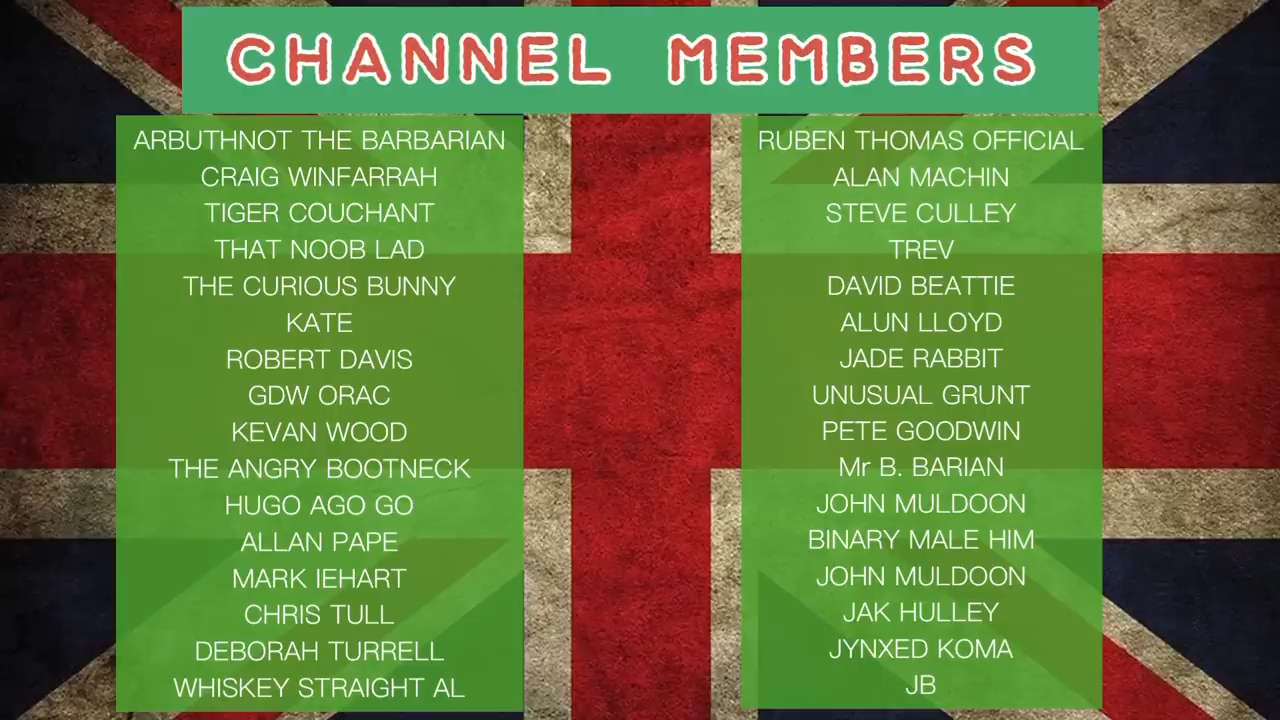 CHANNEL MEMBERS
ARBUTHNOT THE BARBARIAN
CRAIG WINFARRAH
TIGER COUCHANT
THAT NOOB LAD
THE CURIOUS BUNNY
KATE
ROBERT DAVIS
GDW ORAC
KEVAN WOOD
THE ANGRY BOOTNECK
HUGO AGO GO
ALLAN PAPE
MARK IEHART
CHRIS TULL
DEBORAH TURRELL
WHISKEY STRAIGHT AL
RUBEN THOMAS OFFICIAL
ALAN MACHIN
STEVE CULLEY
TREV
DAVID BEATTIE
ALUN LLOYD
JADE RABBIT
UNUSUAL GRUNT
PETE GOODWIN
Mr B. BARIAN
JOHN MULDOON
BINARY MALE HIM
JOHN MULDOON
JAK HULLEY
JYNXED KOMA
JB